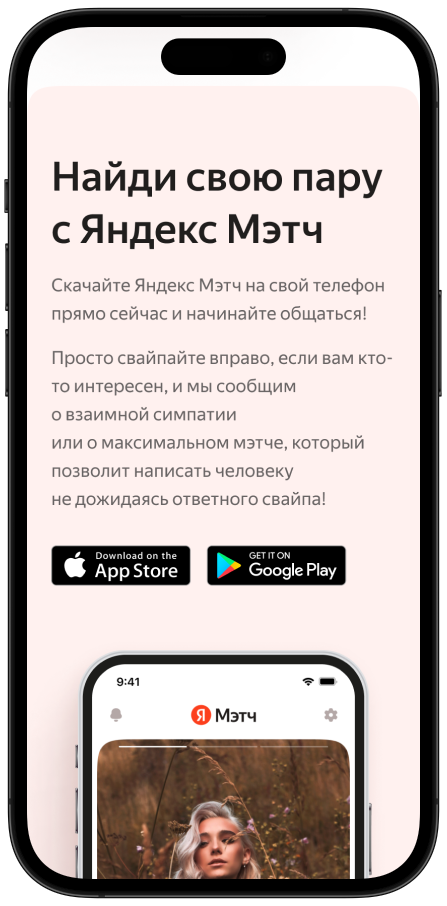 Найди свою пару
с Яндекс Мэтч
Скачайте Яндекс Мэтч на свой телефон
прямо сейчас и начинайте общаться!
Просто свайпайте вправо, если вам кто-
то интересен, и мы сообщим
о взаимной симпатии
или о максимальном мэтче, который
позволит написать человеку
не дожидаясь ответного свайпа!
Download on the
App Store
GET IT ON
Google Play
9:41
Я Мэтч